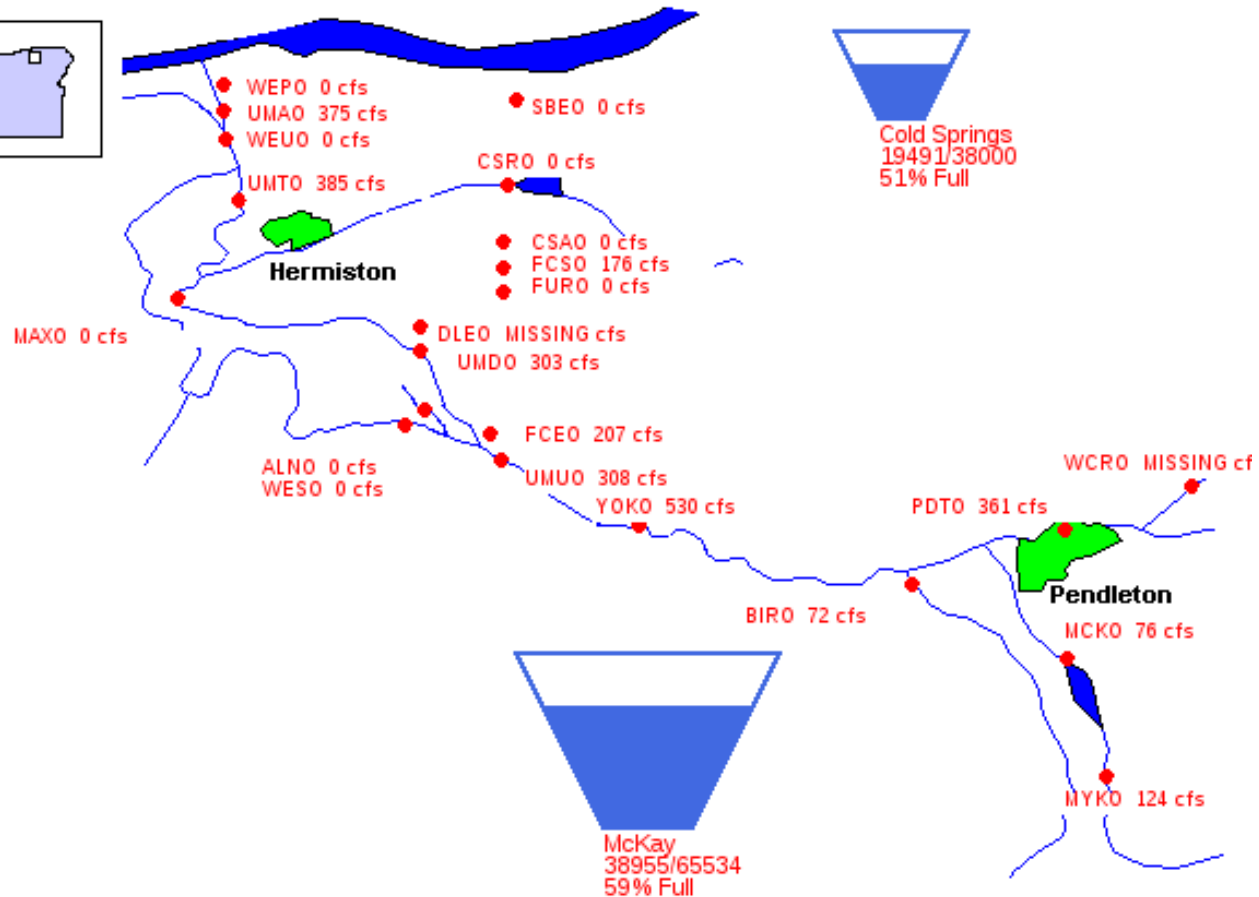 WEPO 0 cfs
UMAO 375 cfs
WEUO 0 cfs
SBEO 0 cfs
Cold Springs
19491/38000
51% Full
CSRO 0 cfs
UMTO 385 cfs
Hermiston
CSAO 0 cfs
FCSO 176 cfs
FURO 0 cfs
MAXO 0 cfs
DLEO MISSING cfs
UMDO 303 cfs
FCEO 207 cfs
ALNO 0 cfs
WESO 0 cfs
UMUO 308 cfs
YOKO 530 cfs
WCRO MISSING cf
PDTO 361 cfs
Pendleton
BIRO 72 cfs
MCKO 76 cfs
MYKO 124 cfs
McKay
38955/65534
59% Full